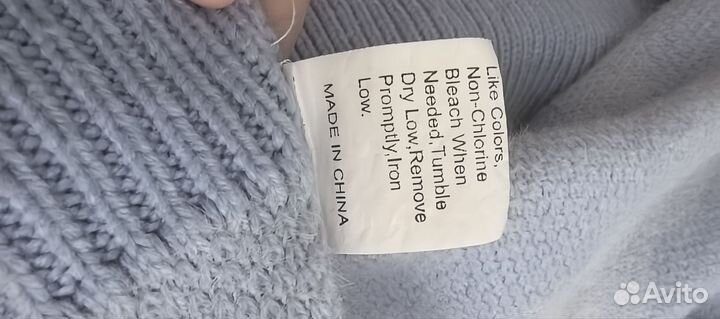 Like Colors,
Non-Chlorine
Bleach When
Needed,Tumble
Dry Low,Remove
Promptly,Iron
Low.
MADE IN CHINA
Avito